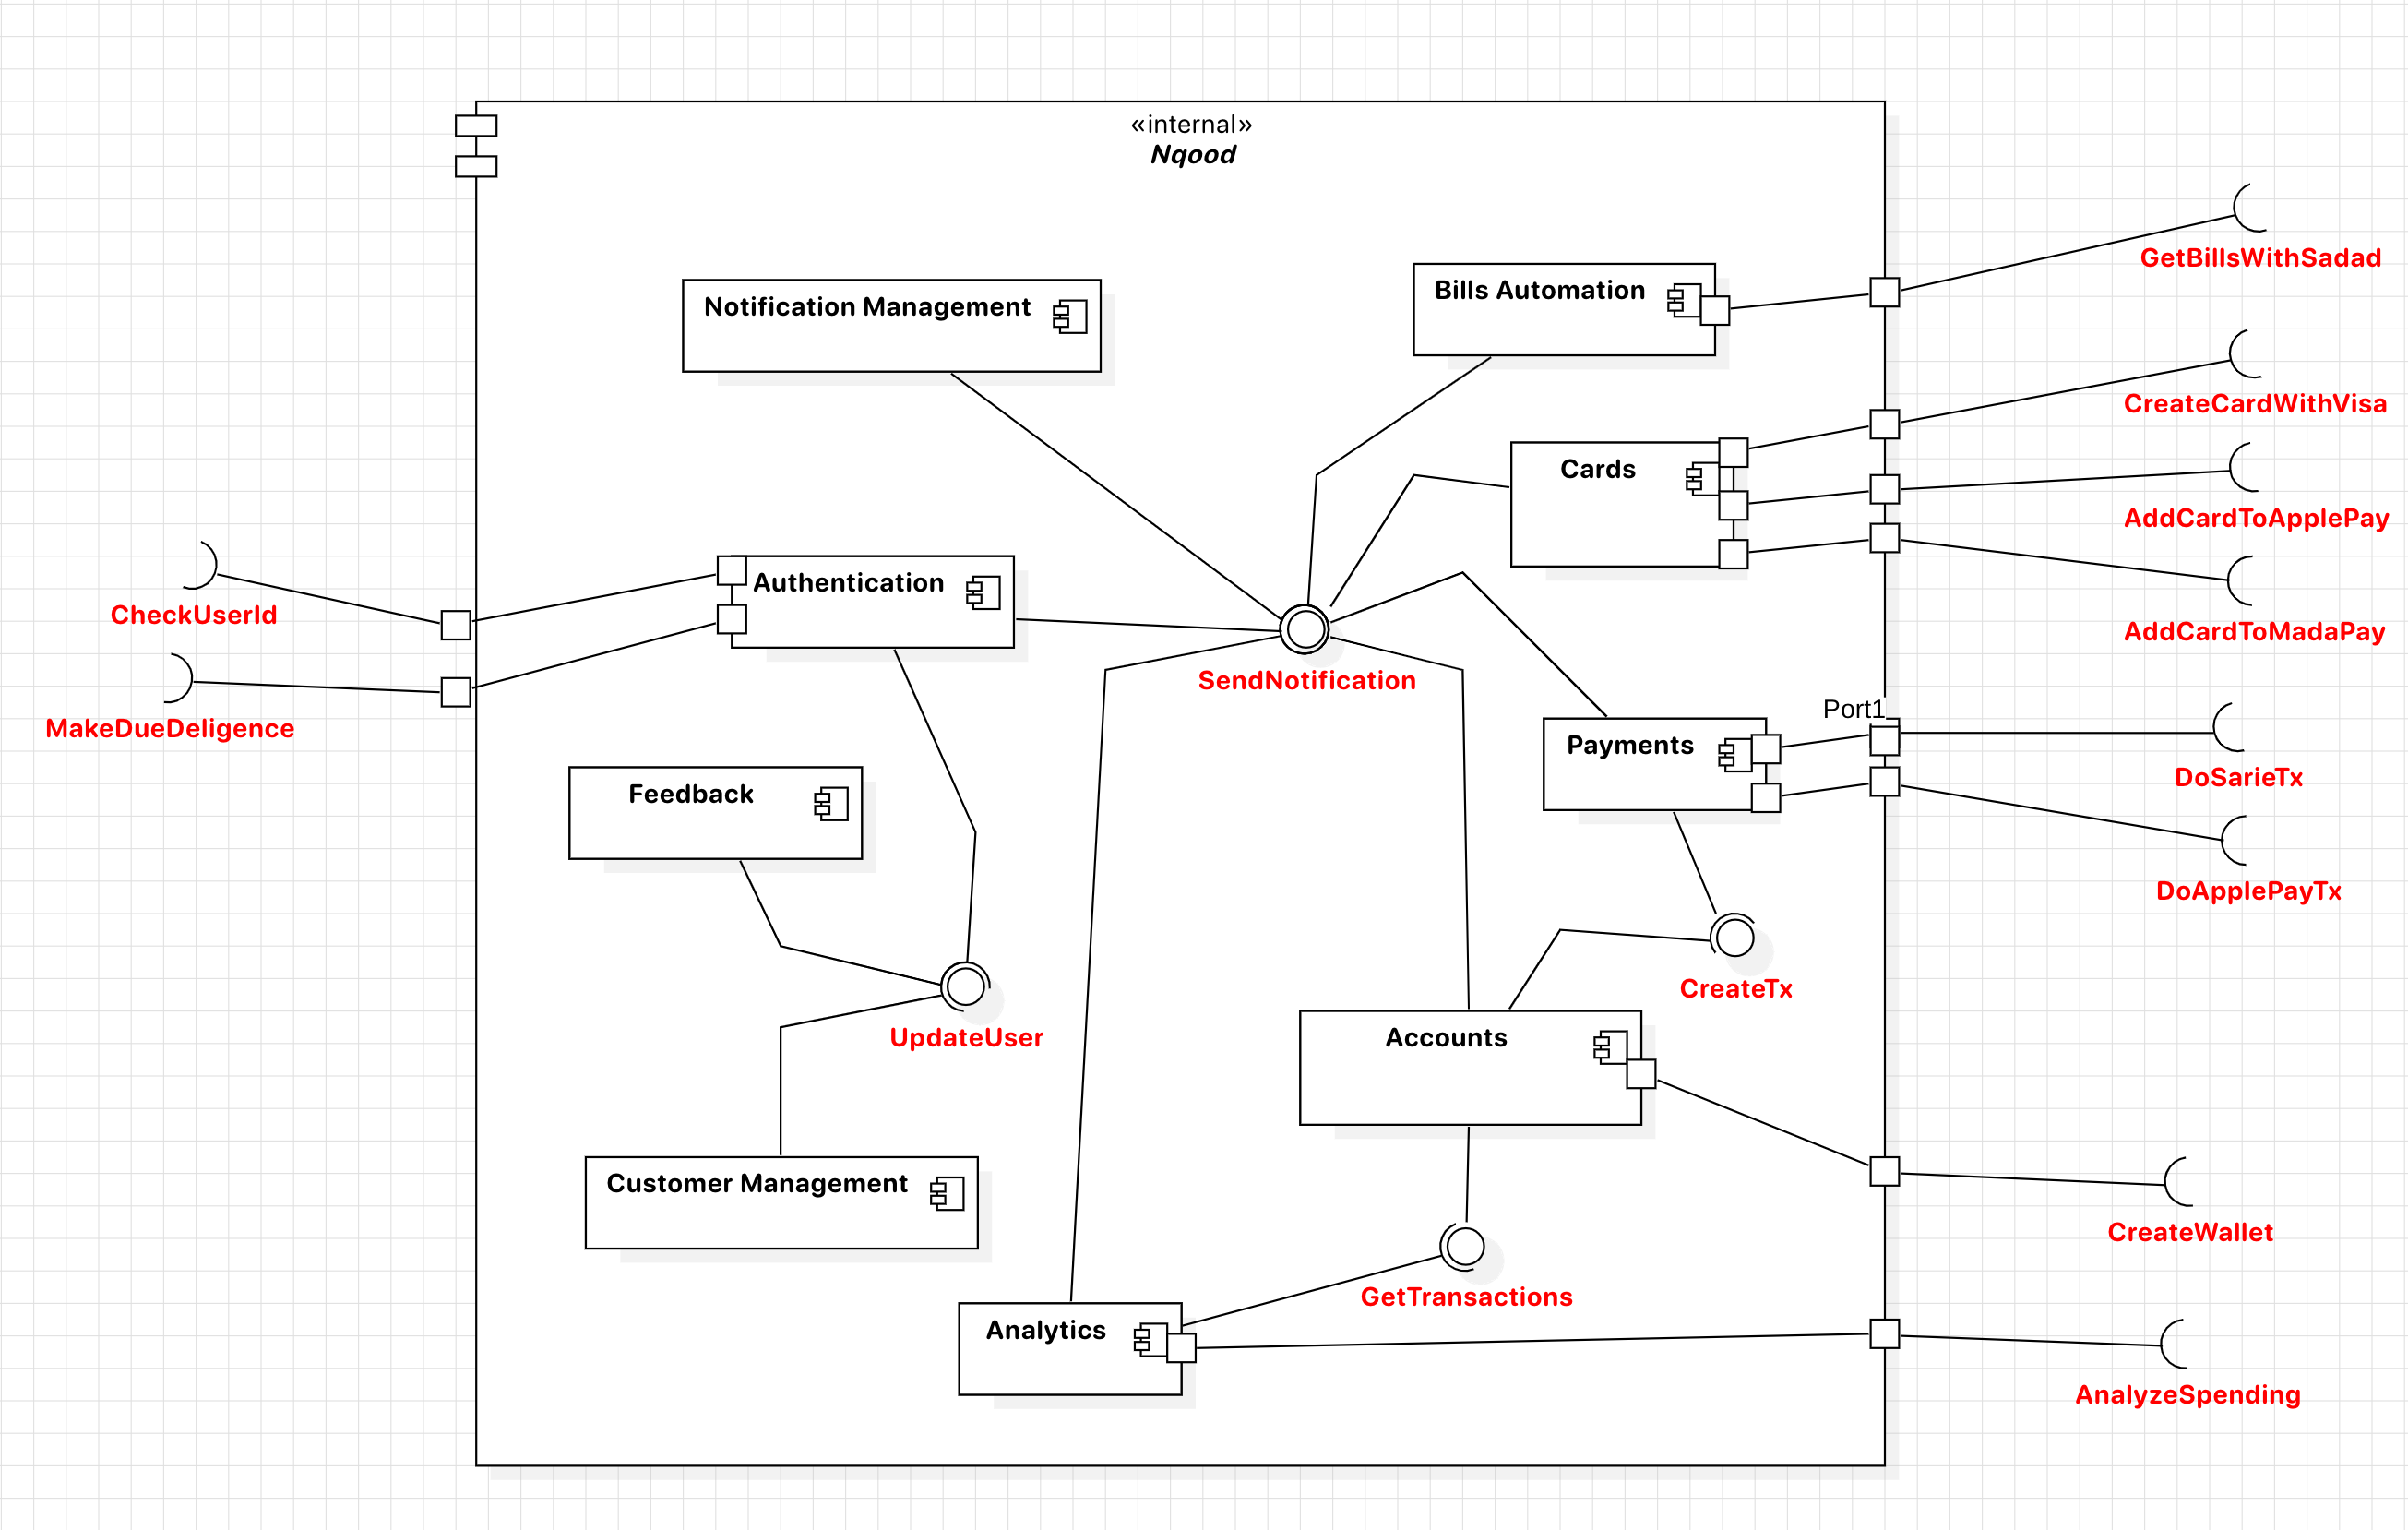 «internal»
Nqood
GetBillsWithSadad
Bills Automation
Notification Management
CreateCardWithVisa
Cards
AddCardToApplePay
Authentication
CheckUserId
AddCardToMadaPay
SendNotification
Port1
MakeDueDeligence
Payments
DoSarieTx
Feedback
DoApplePayTx
CreateTx
UpdateUser
Accounts
Customer Management
CreateWallet
GetTransactions
Analytics
AnalyzeSpending